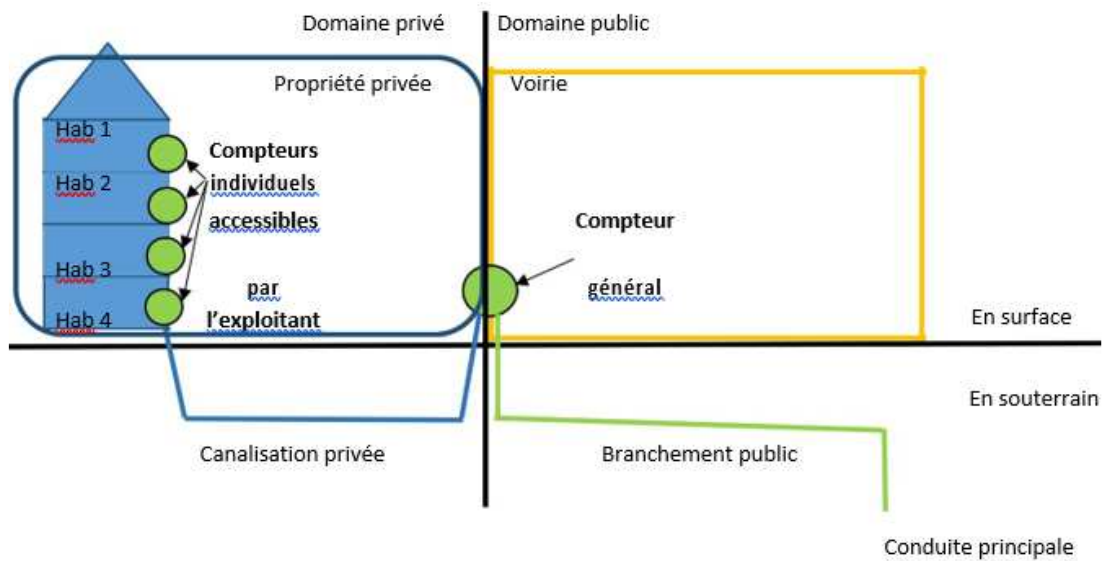 Domaine privé
Domaine public
Propriété privée
Voirie
Hab 1
Hab 2
Hab 3
Hab 4
Compteurs
individuels
accessibles
par
l'exploitant
Compteur
général
En surface
En souterrain
Canalisation privée
Branchement public
Conduite principale